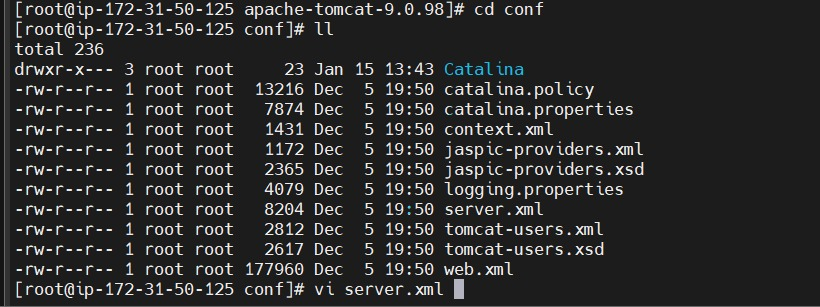 [root@ip-172-31-50-125 apache-tomcat-9.0.98]# cd conf
[root@ip-172-31-50-125 conf]# ll
total 236
drwxr-x--- 3 root root     23 Jan 15 13:43 Catalina
-rw-r--r-- 1 root root  13216 Dec  5 19:50 catalina.policy
-rw-r--r-- 1 root root   7874 Dec  5 19:50 catalina.properties
-rw-r--r-- 1 root root   1431 Dec  5 19:50 context.xml
-rw-r--r-- 1 root root   1172 Dec  5 19:50 jaspic-providers.xml
-rw-r--r-- 1 root root   2365 Dec  5 19:50 jaspic-providers.xsd
-rw-r--r-- 1 root root   4079 Dec  5 19:50 logging.properties
-rw-r--r-- 1 root root   8204 Dec  5 19:50 server.xml
-rw-r--r-- 1 root root   2812 Dec  5 19:50 tomcat-users.xml
-rw-r--r-- 1 root root   2617 Dec  5 19:50 tomcat-users.xsd
-rw-r--r-- 1 root root 177960 Dec  5 19:50 web.xml
[root@ip-172-31-50-125 conf]# vi server.xml